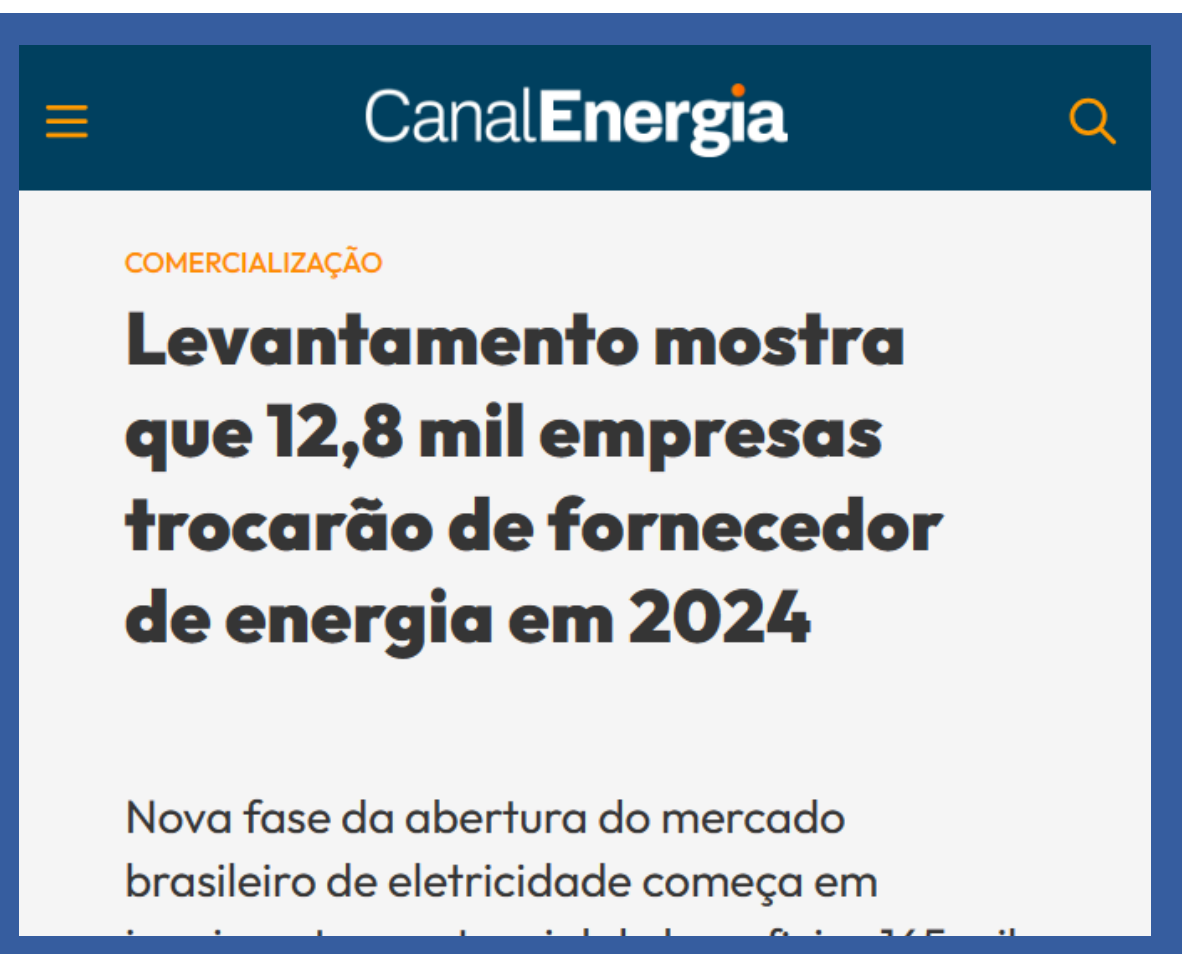 CanalEnergia
COMERCIALIZAÇÃO
Levantamento mostra
que 12,8 mil empresas
trocarão de fornecedor
de energia em 2024
Nova fase da abertura do mercado
brasileiro de eletricidade começa em